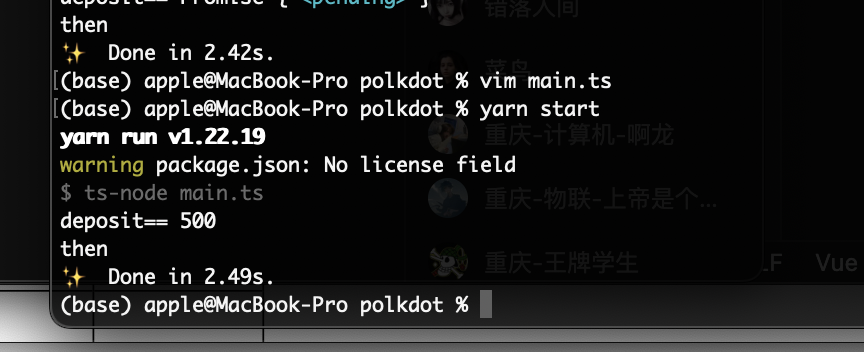 deposit== Promise { <pending> }
错落人间
then
✨  Done in 2.42s.
菜鸟
[(base) apple@MacBook-Pro polkdot % vim main.ts
[(base) apple@MacBook-Pro polkdot % yarn start
yarn run v1.22.19
重庆-计算机-啊龙
warning package.json: No license field
$ ts-node main.ts
重庆-物联-上帝是个...
deposit== 500
then
重庆-王牌学生
LF Vue
✨  Done in 2.49s.
(base) apple@MacBook-Pro polkdot %